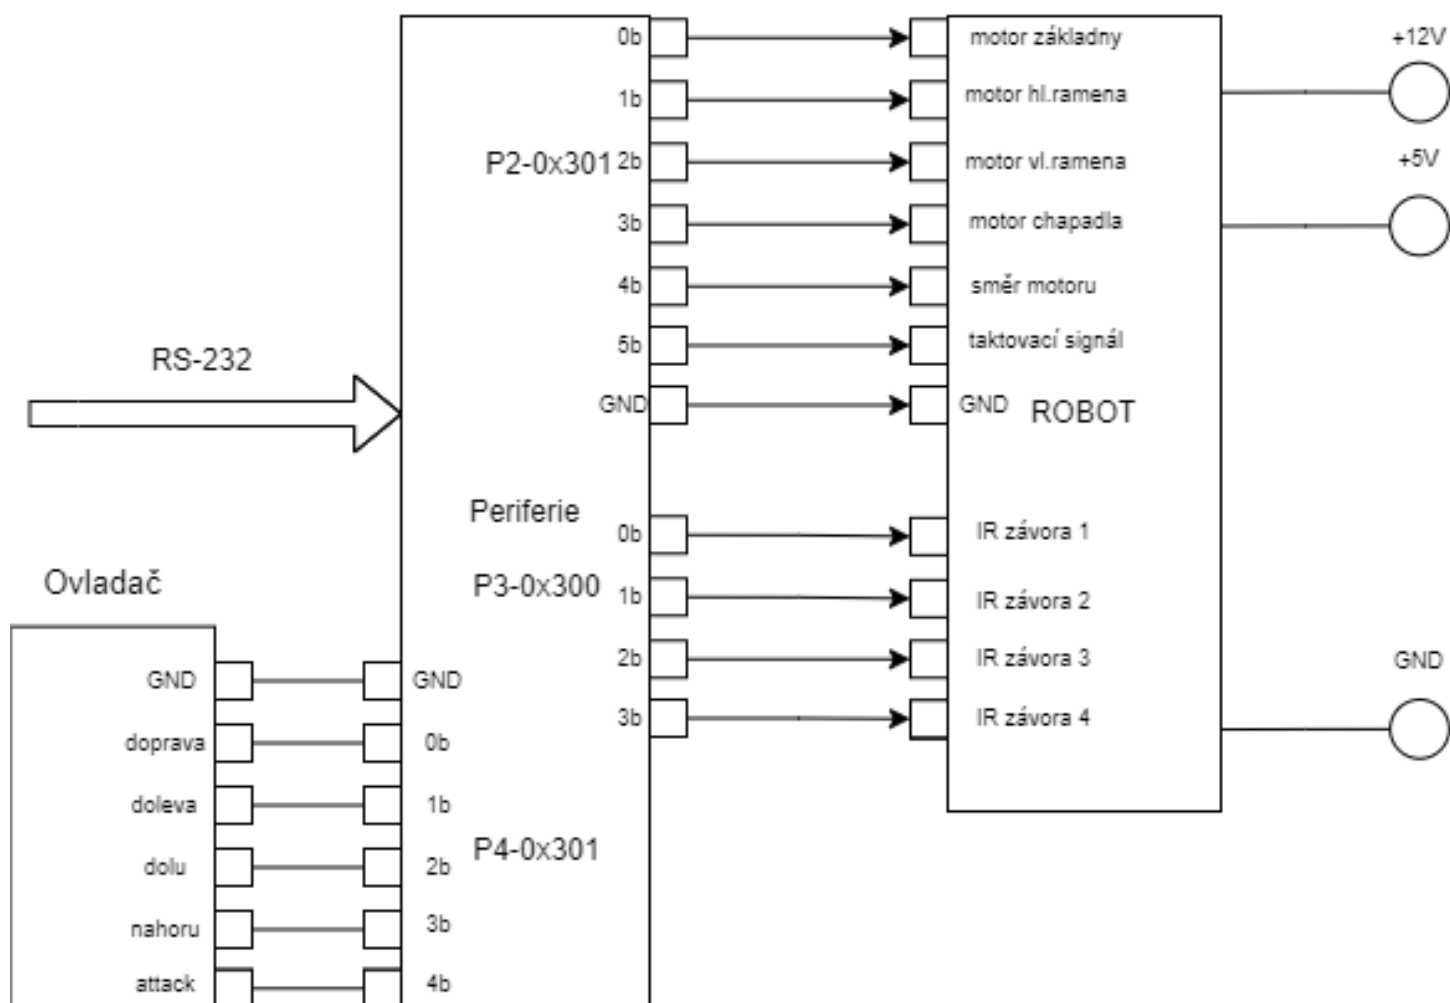 0b
motor základny
+12V
1b
motor hl.ramena
P2-0x301
2b
motor vl.ramena
+5V
3b
motor chapadla
4b
směr motoru
5b
taktovací signál
RS-232
GND
GND
ROBOT
Periferie
0b
IR závora 1
Ovladač
P3-0x300
1b
IR závora 2
2b
IR závora 3
GND
GND
GND
3b
IR závora 4
doprava
0b
doleva
1b
P4-0x301
dolu
2b
nahoru
3b
attack
4b